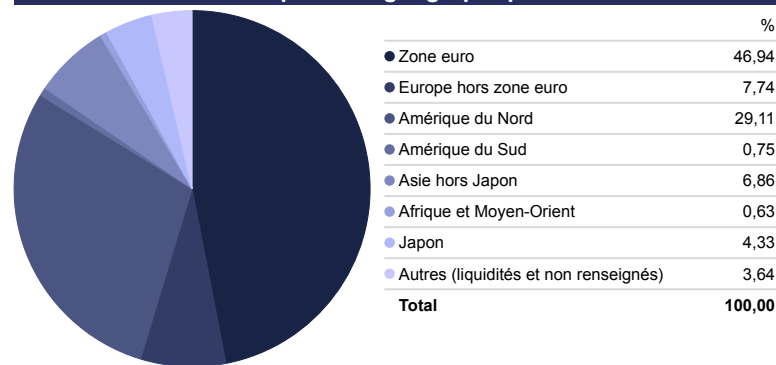 %
Zone euro 46,94
Europe hors zone euro 7,74
Amérique du Nord 29,11
Amérique du Sud 0,75
Asie hors Japon 6,86
Afrique et Moyen-Orient 0,63
Japon 4,33
Autres (liquidités et non renseignés) 3,64
Total 100,00